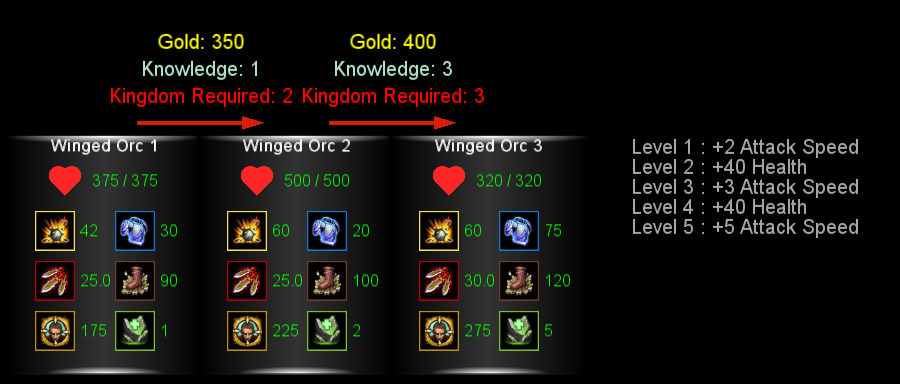 Gold: 350
Gold: 400
Knowledge: 1
Knowledge: 3
Kingdom Required: 2
Kingdom Required: 3
Winged Orc 1
Winged Orc 2
Winged Orc 3
375 / 375
500 / 500
320 / 320
42
30
60
20
60
75
25.0
90
25.0
100
30.0
120
175
1
225
2
275
5
Level 1 : +2 Attack Speed
Level 2 : +40 Health
Level 3 : +3 Attack Speed
Level 4 : +40 Health
Level 5 : +5 Attack Speed